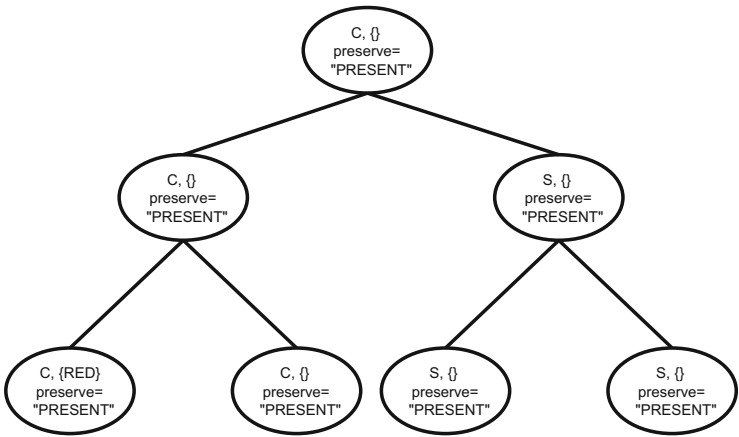 C, {}
preserve=
"PRESENT"
C, {}
preserve=
"PRESENT"
S, {}
preserve=
"PRESENT"
C, {RED}
preserve=
"PRESENT"
C, {}
preserve=
"PRESENT"
S, {}
preserve=
"PRESENT"
S, {}
preserve=
"PRESENT"